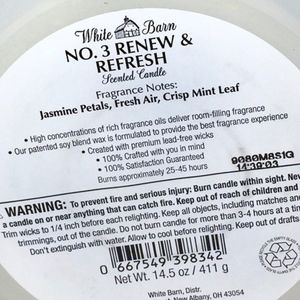 White Barn
NO. 3 RENEW &
REFRESH
Scented Candle
Fragrance Notes:
Jasmine Petals, Fresh Air, Crisp Mint Leaf
• High concentrations of rich fragrance oils deliver room-filling fragrance
• Our patented soy blend wax is formulated to provide the best fragrance experience
• Created with premium lead-free wicks
• 100% Crafted with you in mind
• 100% Satisfaction Guaranteed
Burns approximately 25-45 hours
9080M8S1Q
14:39:03
WARNING: To prevent fire and serious injury: Burn candle within sight. Never
a candle on or near anything that can catch fire. Keep out of reach of children and
Trim wicks to 1/4 inch before each relighting. Keep all objects, including matches and
trimmings, out of the candle. Do not burn candle for more than 3-4 hours at a
Don't extinguish with water. Allow to cool before relighting. Keep out of
0 667549 398342
Net Wt. 14.5 oz / 411 g
White Barn, Distr.
New Albany, OH 43054